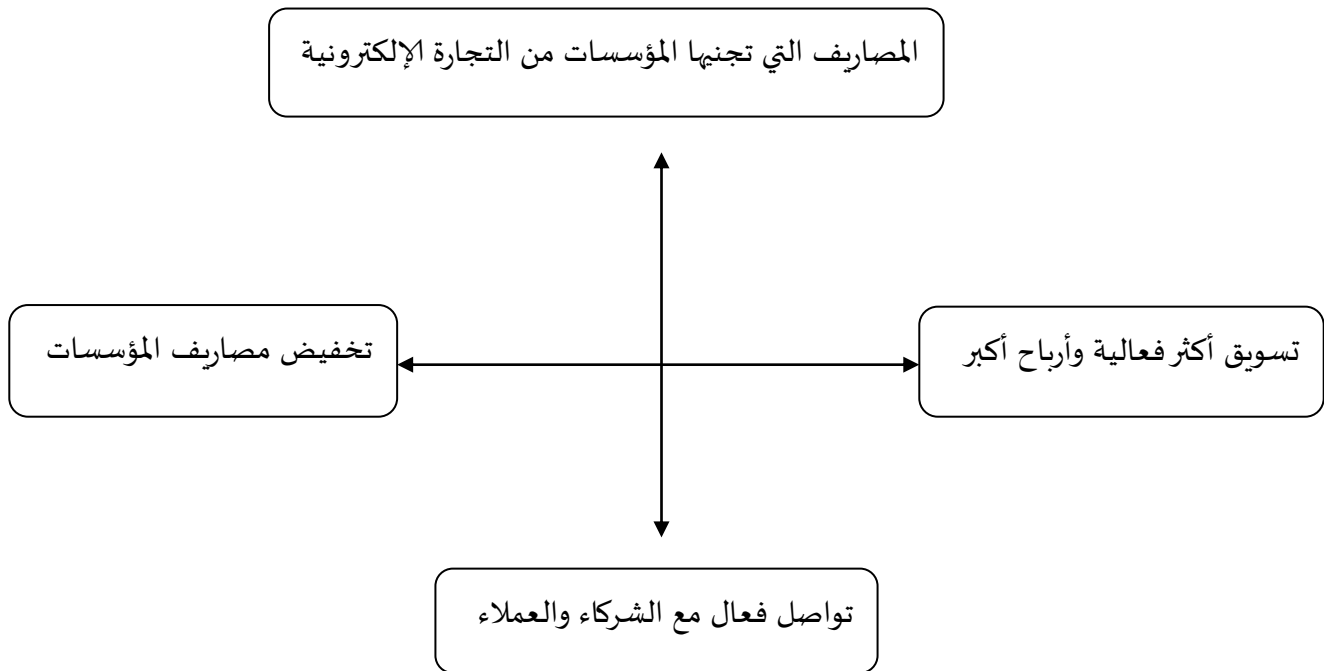 المصاريف التي تجنيها المؤسسات من التجارة الإلكترونية
تسويق أكثر فعالية وأرباح أكبر
تخفيض مصاريف المؤسسات
تواصل فعال مع الشركاء والعملاء